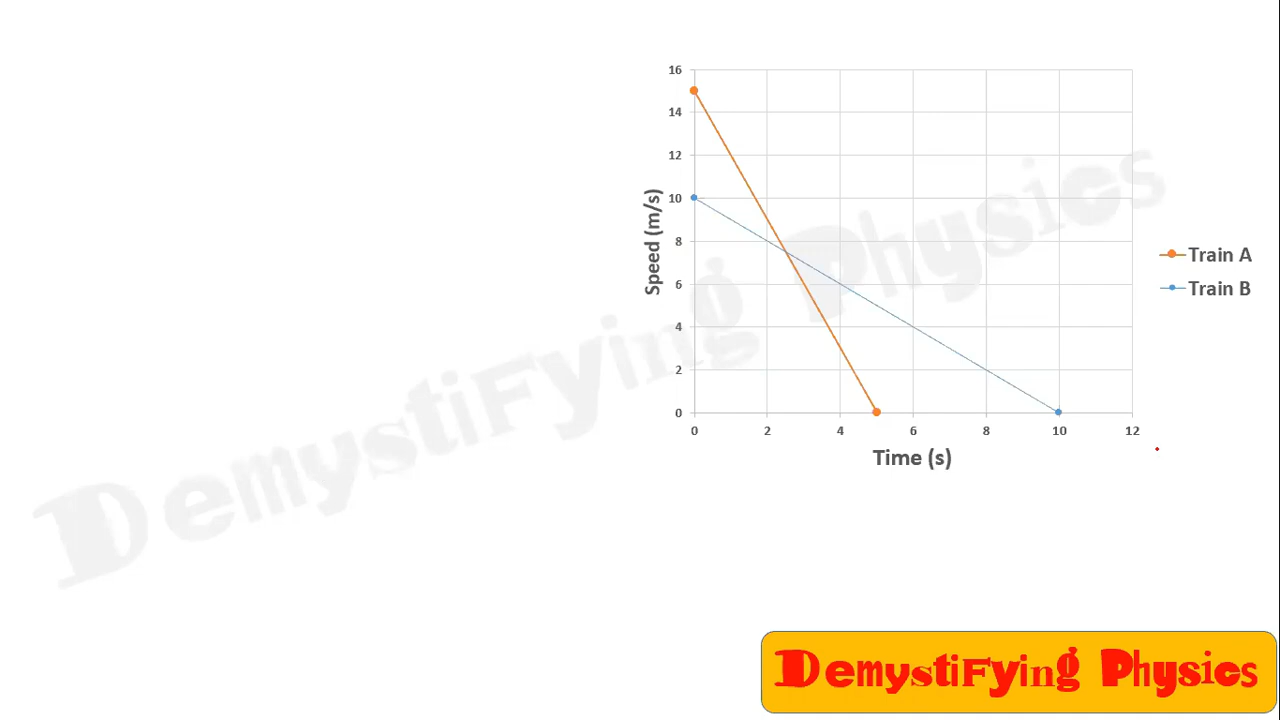 16
14
12
10
8
6
4
2
0
Speed (m/s)
0 2 4 6 8 10 12
Time (s)
Train A
Train B
DemystiFying Physics
DemystiFying Physics